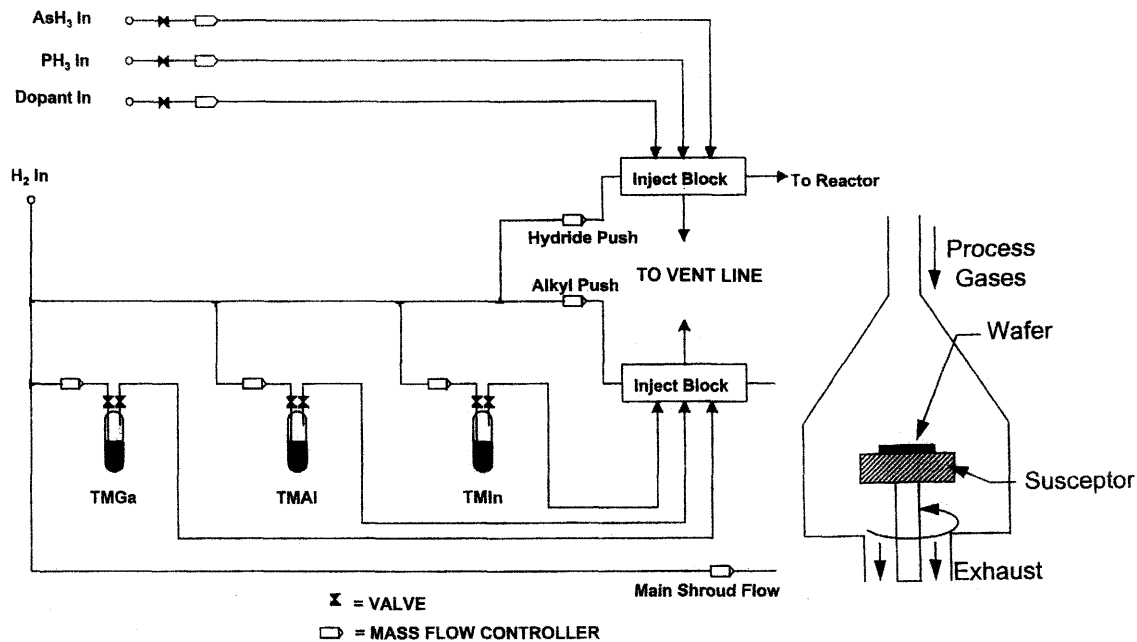 AsH₃ In
PH₃ In
Dopant In
H₂ In
Inject Block
To Reactor
Hydride Push
TO VENT LINE
Alkyl Push
Inject Block
TMGa
TMAl
TMIn
Main Shroud Flow
= VALVE
= MASS FLOW CONTROLLER
Process
Gases
Wafer
Susceptor
Exhaust